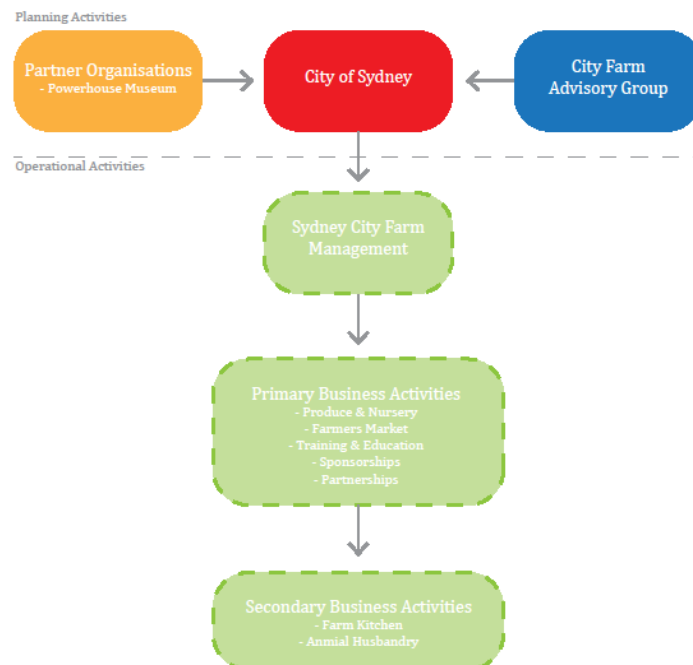 Planning Activities
Partner Organisations
- Powerhouse Museum
City of Sydney
City Farm
Advisory Group
Operational Activities
Sydney City Farm
Management
Primary Business Activities
- Produce & Nursery
- Farmers Market
- Training & Education
- Sponsorships
- Partnerships
Secondary Business Activities
- Farm Kitchen
- Anmial Husbandry